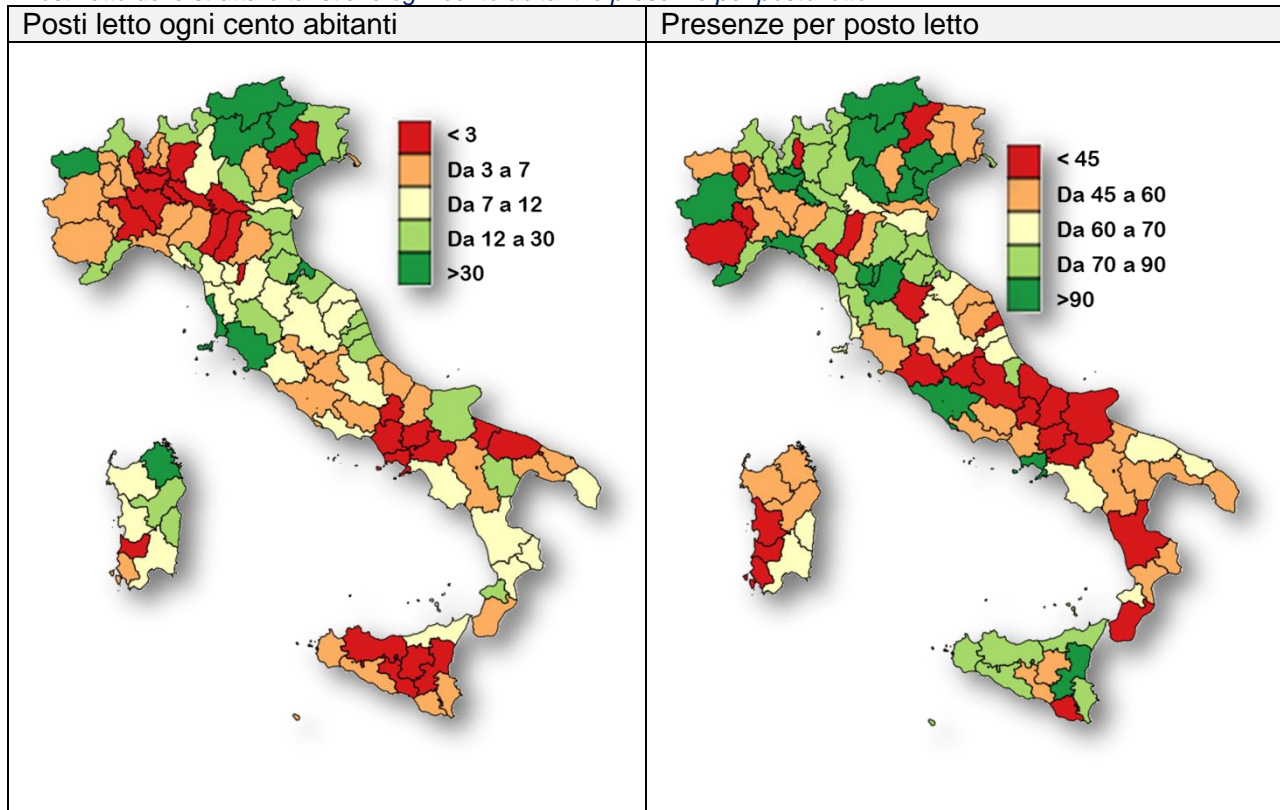 Posti letto ogni cento abitanti
Presenze per posto letto
< 3
Da 3 a 7
Da 7 a 12
Da 12 a 30
>30
< 45
Da 45 a 60
Da 60 a 70
Da 70 a 90
>90